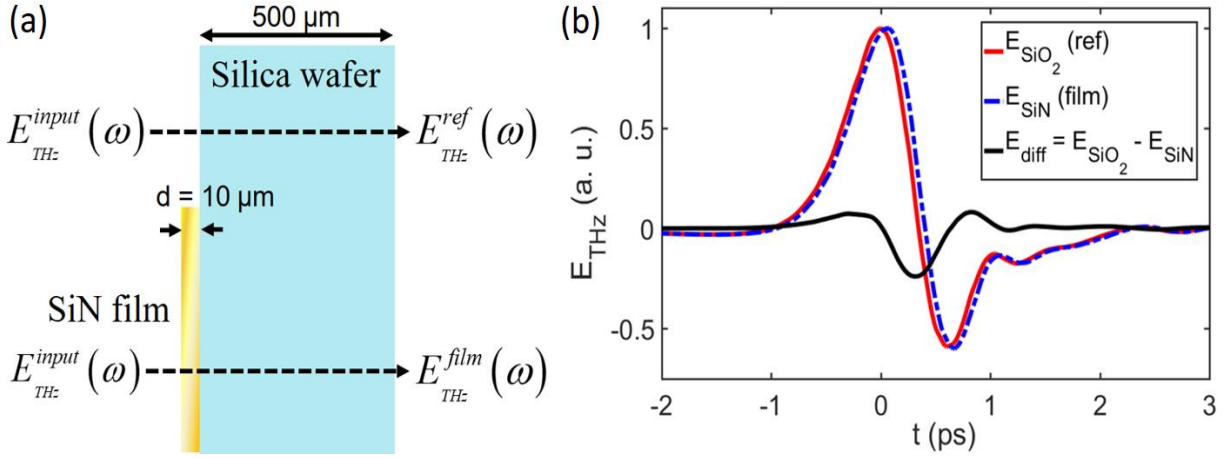 (a)
500 μm
Silica wafer
E_THz^input (ω)
E_THz^ref (ω)
d = 10 μm
SiN film
E_THz^input (ω)
E_THz^film (ω)
(b)
E_SiO2 (ref)
E_SiN (film)
E_diff = E_SiO2 - E_SiN
1
0.5
0
-0.5
E_THz (a. u.)
-2 -1 0 1 2 3
t (ps)